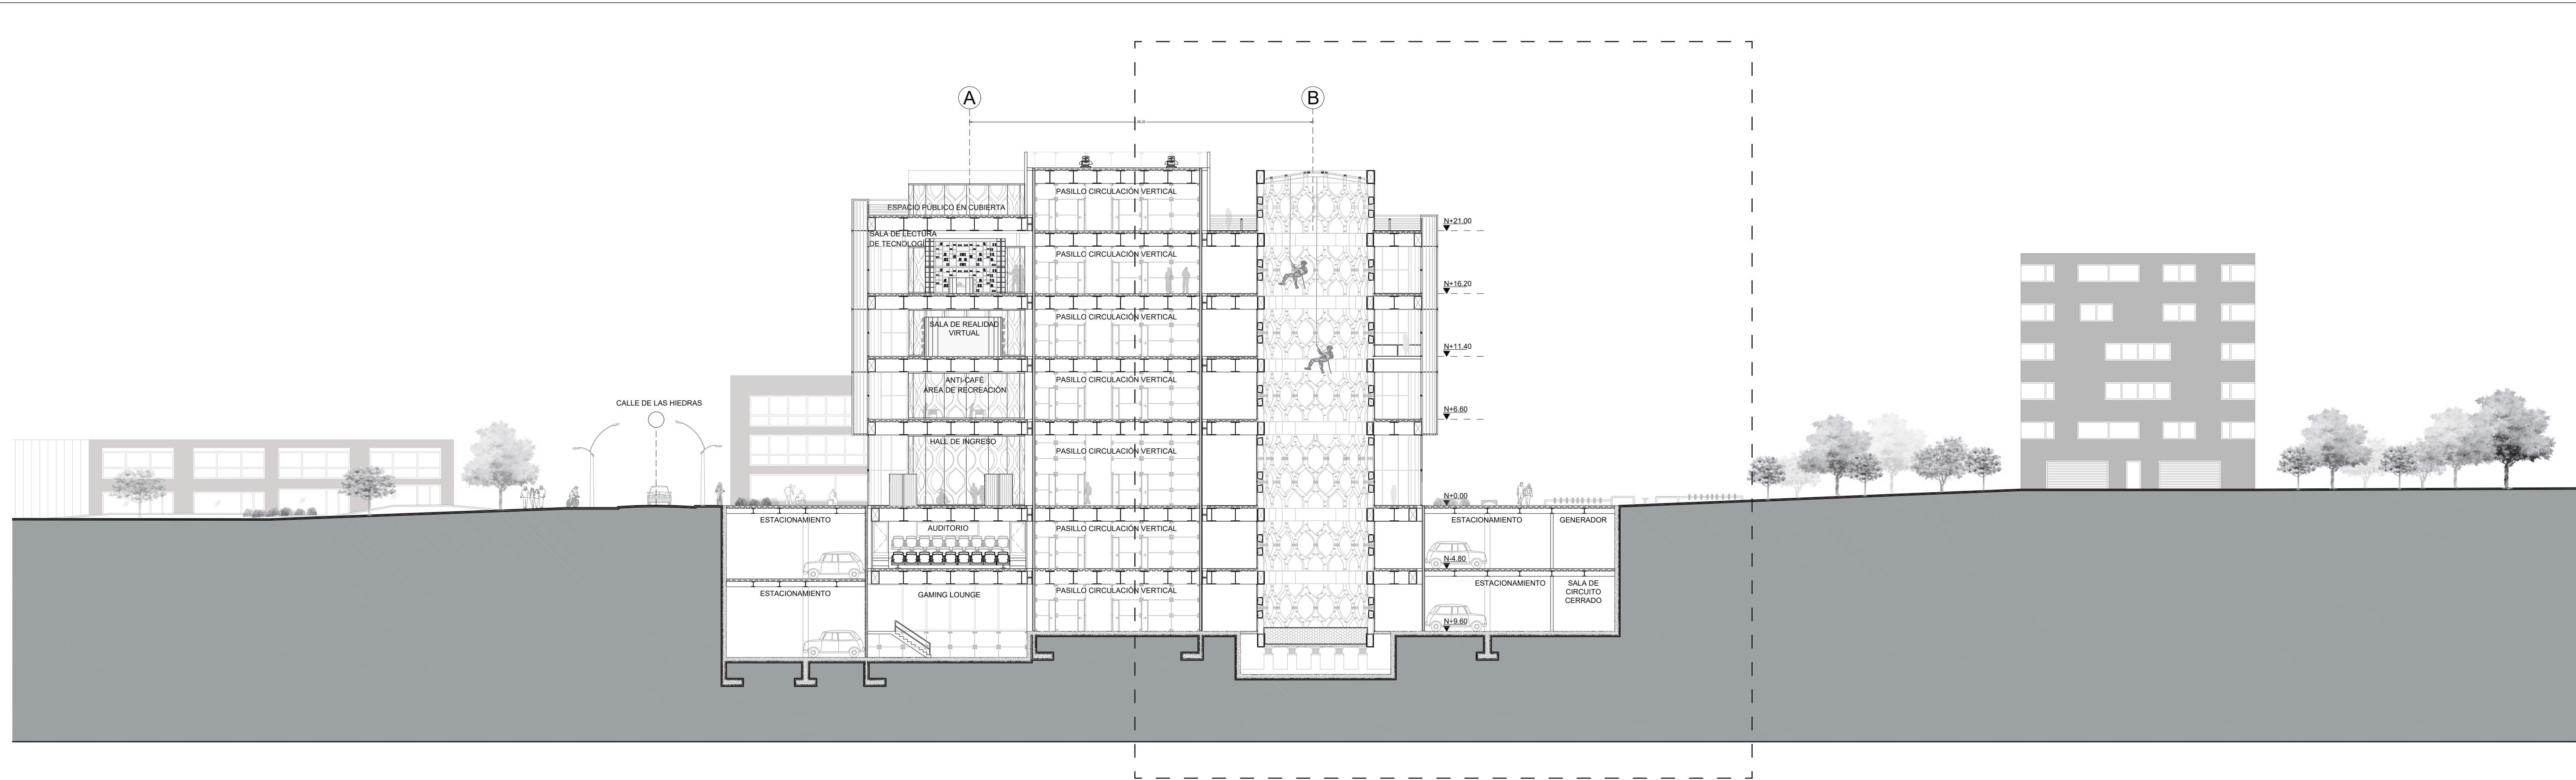 A
B
PASILLO CIRCULACIÓN VERTICAL
ESPACIO PÚBLICO EN CUBIERTA
N+21.00
SALA DE LECTURA
DE TECNOLOGÍ
PASILLO CIRCULACIÓN VERTICAL
N+16.20
PASILLO CIRCULACIÓN VERTICAL
SALA DE REALIDAD
VIRTUAL
N+11.40
PASILLO CIRCULACIÓN VERTICAL
ANTI-CAFÉ
ÁREA DE RECREACIÓN
CALLE DE LAS HIEDRAS
N+6.60
HALL DE INGRESO
PASILLO CIRCULACIÓN VERTICAL
N+0.00
ESTACIONAMIENTO
AUDITORIO
PASILLO CIRCULACIÓN VERTICAL
ESTACIONAMIENTO
GENERADOR
N-4.80
ESTACIONAMIENTO
GAMING LOUNGE
PASILLO CIRCULACIÓN VERTICAL
ESTACIONAMIENTO
SALA DE
CIRCUITO
CERRADO
N+9.60